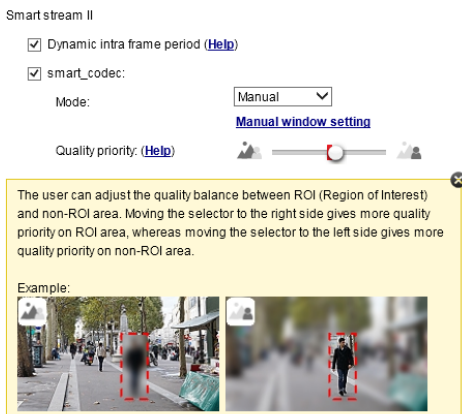 Smart stream II
Dynamic intra frame period (Help)
smart_codec:
Mode:
Manual
Manual window setting
Quality priority: (Help)
The user can adjust the quality balance between ROI (Region of Interest)
and non-ROI area. Moving the selector to the right side gives more quality
priority on ROI area, whereas moving the selector to the left side gives more
quality priority on non-ROI area.
Example: